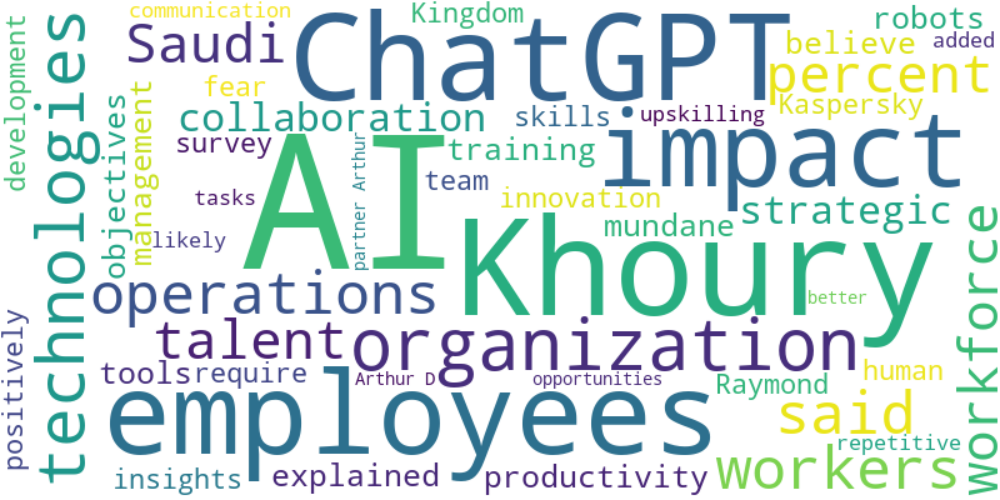 communication
Kingdom
robots
Saudi
ChatGPT
believe
added
development
technologies
fear
percent
collaboration
skills
upskilling
Kaspersky
objectives
management
survey
AI
partner Arthur
training
impact
tasks
team
innovation
strategic
likely
mundane
Khoury
operations
better
workforce
positively
talent
organization
tools
require
Arthur D
opportunities
Raymond
human
employees
said
repetitive
insights
explained
productivity
workers